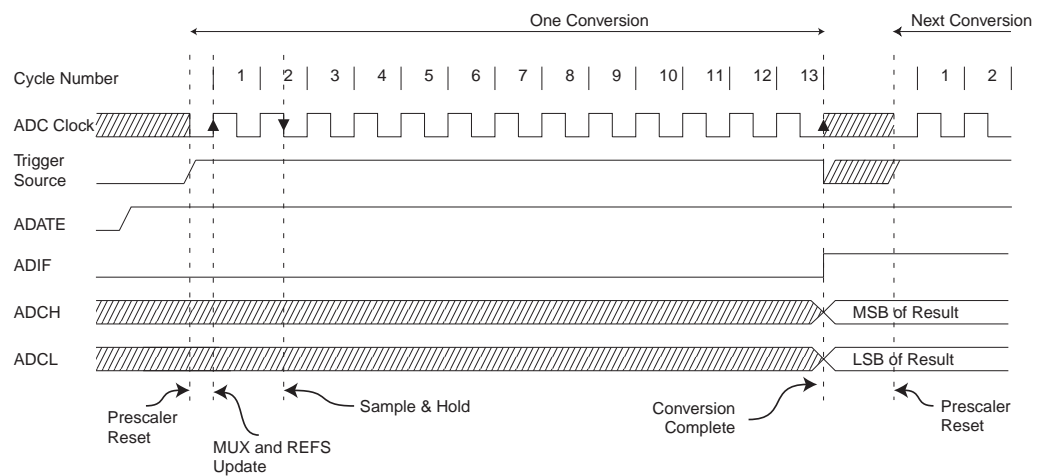 One Conversion
Next Conversion
Cycle Number
1 2 3 4 5 6 7 8 9 10 11 12 13 1 2
ADC Clock
Trigger
Source
ADATE
ADIF
ADCH
MSB of Result
ADCL
LSB of Result
Prescaler
Reset
MUX and REFS
Update
Sample & Hold
Conversion
Complete
Prescaler
Reset